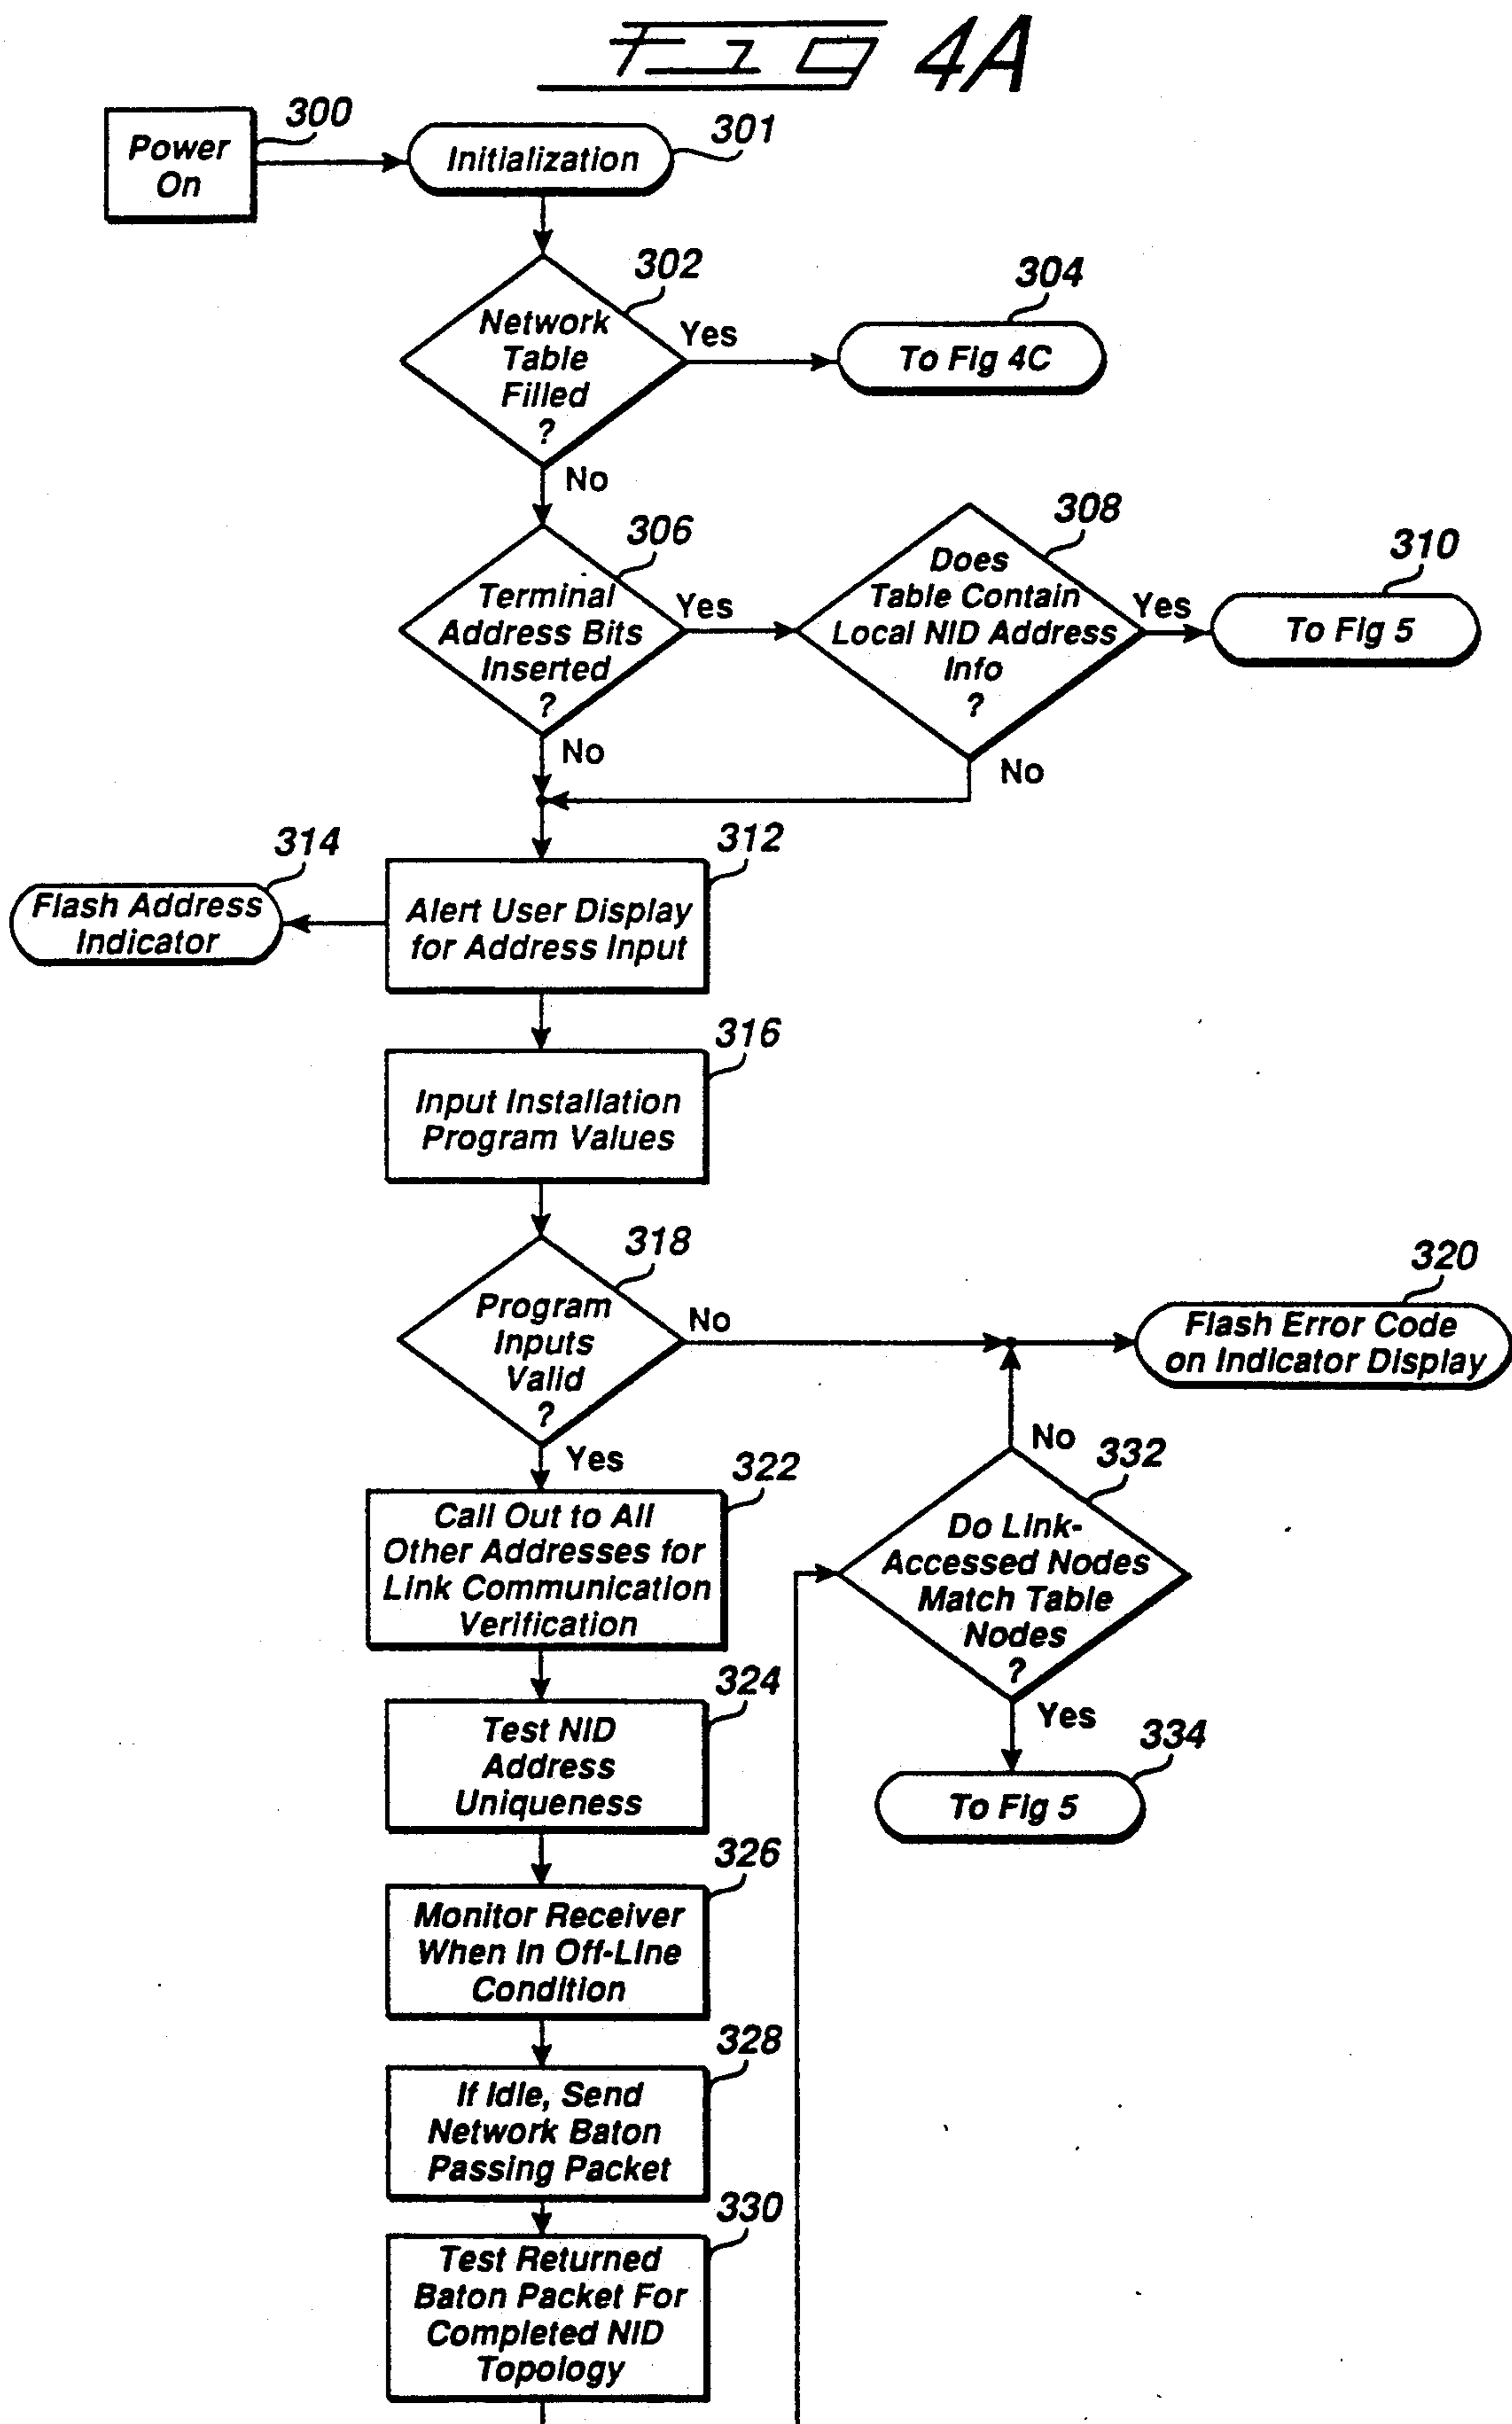 Fig 4A
300
Power
On
301
Initialization
302
Network
Table
Filled
?
Yes
304
To Fig 4C
No
306
Terminal
Address Bits
Inserted
?
Yes
308
Does
Table Contain
Local NID Address
Info
?
Yes
310
To Fig 5
No
No
312
Alert User Display
for Address Input
314
Flash Address
Indicator
316
Input Installation
Program Values
318
Program
Inputs
Valid
?
No
320
Flash Error Code
on Indicator Display
Yes
322
Call Out to All
Other Addresses for
Link Communication
Verification
324
Test NID
Address
Uniqueness
326
Monitor Receiver
When In Off-Line
Condition
328
If Idle, Send
Network Baton
Passing Packet
330
Test Returned
Baton Packet For
Completed NID
Topology
No
332
Do Link-
Accessed Nodes
Match Table
Nodes
?
Yes
334
To Fig 5